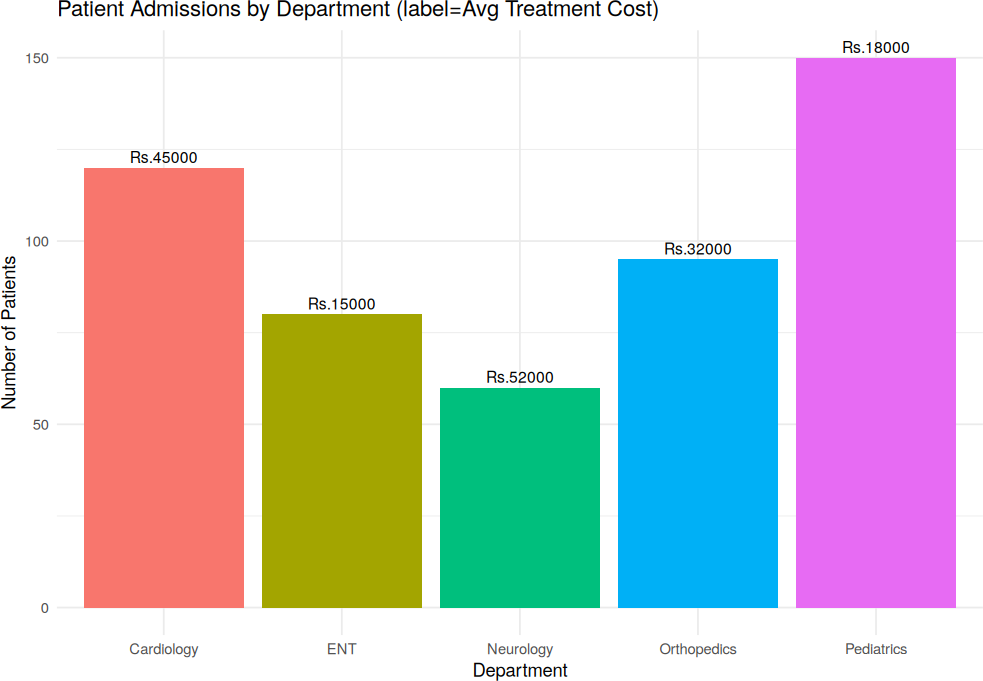 Patient Admissions by Department (label=Avg Treatment Cost)
Number of Patients
150
100
50
0
Rs.45000
Rs.15000
Rs.52000
Rs.32000
Rs.18000
Cardiology
ENT
Neurology
Orthopedics
Pediatrics
Department